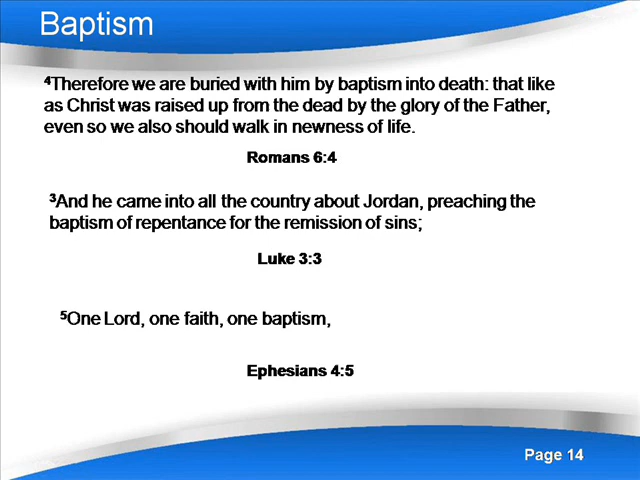 Baptism
⁴Therefore we are buried with him by baptism into death: that like
as Christ was raised up from the dead by the glory of the Father,
even so we also should walk in newness of life.
Romans 6:4
³And he came into all the country about Jordan, preaching the
baptism of repentance for the remission of sins;
Luke 3:3
⁵One Lord, one faith, one baptism,
Ephesians 4:5
Page 14